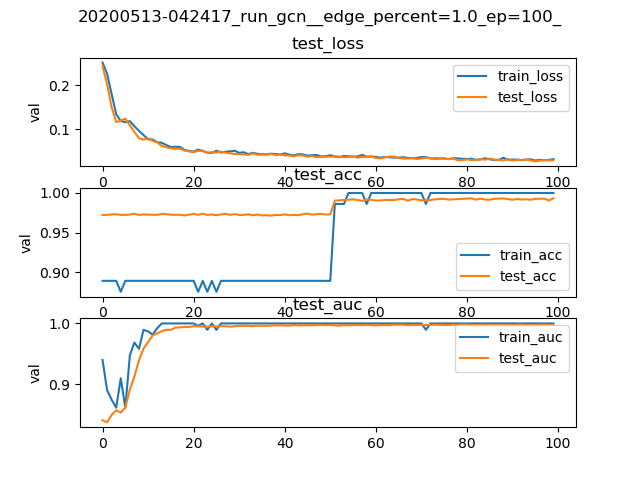 20200513-042417_run_gcn__edge_percent=1.0_ep=100_
test_loss
val
0.2
0.1
train_loss
test_loss
0 20 40 60 80 100
test_acc
val
1.00
0.95
0.90
train_acc
test_acc
0 20 40 60 80 100
test_auc
val
1.0
0.9
train_auc
test_auc
0 20 40 60 80 100